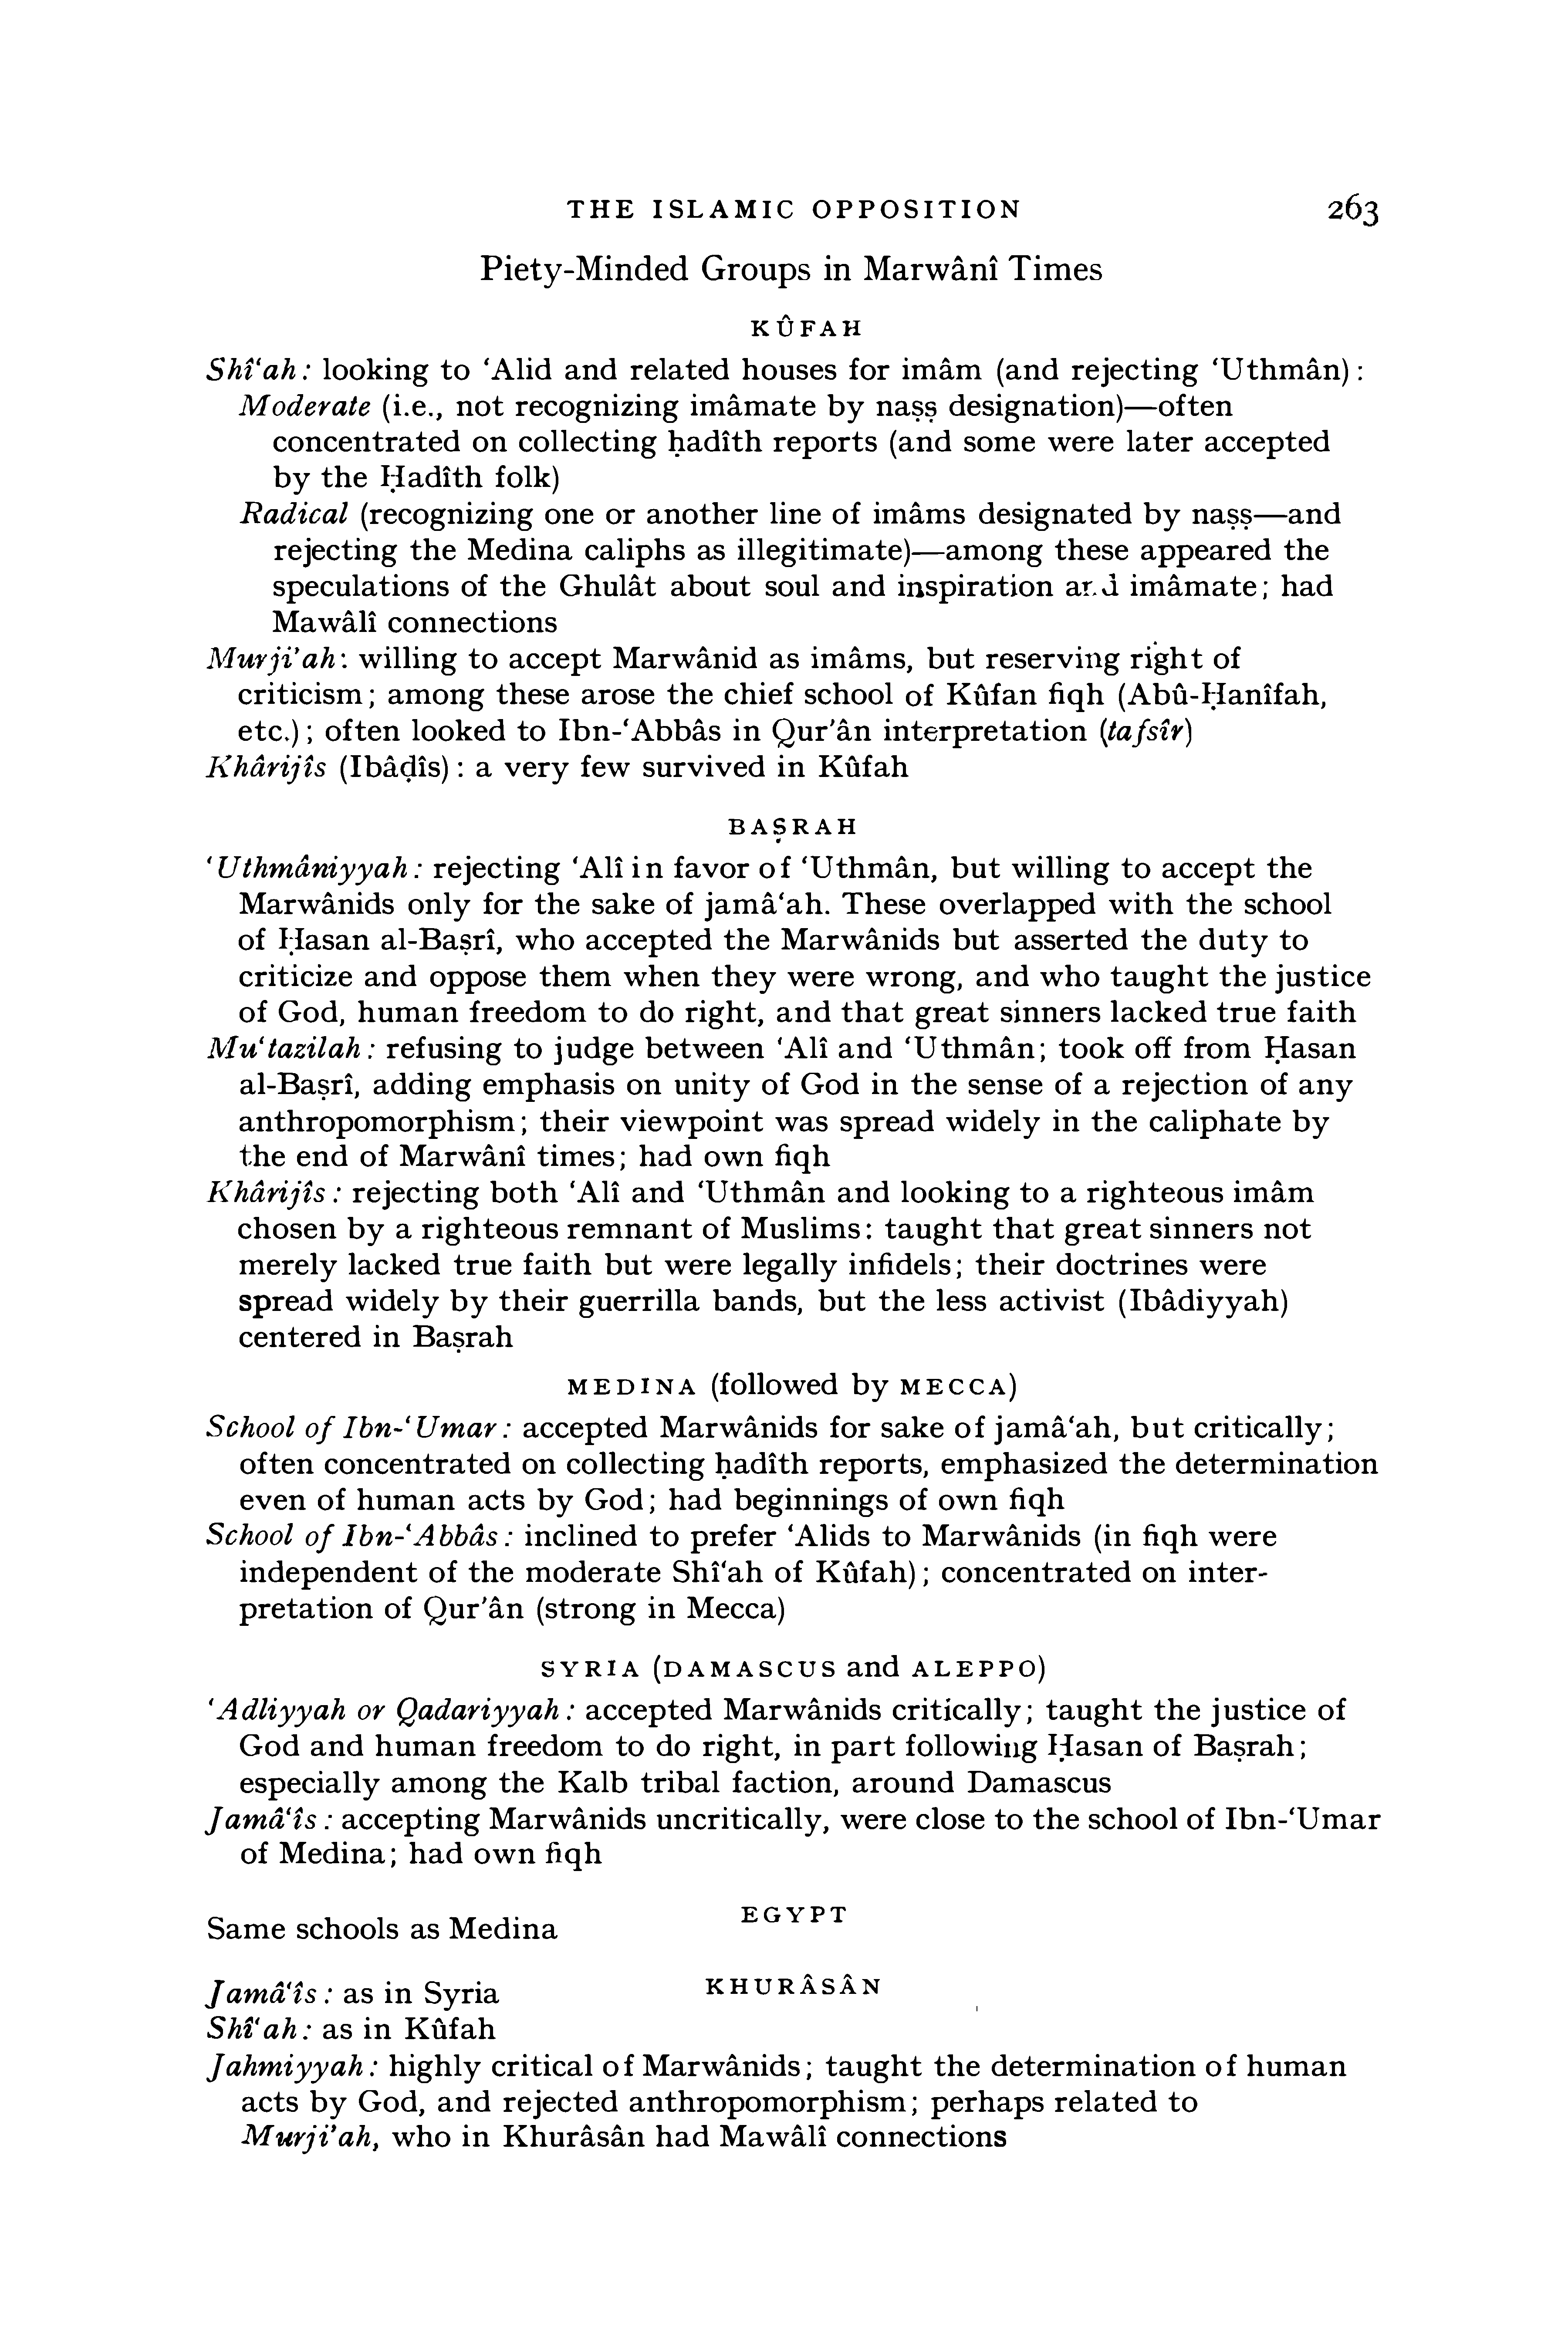 THE ISLAMIC OPPOSITION 263
Piety-Minded Groups in Marwânî Times
KÛFAH
Shî‘ah: looking to ‘Alid and related houses for imâm (and rejecting ‘Uthmân):
Moderate (i.e., not recognizing imâmate by naṣṣ designation)—often
concentrated on collecting ḥadîth reports (and some were later accepted
by the Ḥadîth folk)
Radical (recognizing one or another line of imâms designated by naṣṣ—and
rejecting the Medina caliphs as illegitimate)—among these appeared the
speculations of the Ghulât about soul and inspiration and imâmate; had
Mawâlî connections
Murji’ah: willing to accept Marwânid as imâms, but reserving right of
criticism; among these arose the chief school of Kûfan fiqh (Abû-Ḥanîfah,
etc.); often looked to Ibn-‘Abbâs in Qur’ân interpretation (tafsîr)
Khârijîs (Ibâḍîs): a very few survived in Kûfah
BAṢRAH
‘Uthmâniyyah: rejecting ‘Alî in favor of ‘Uthmân, but willing to accept the
Marwânids only for the sake of jamâ‘ah. These overlapped with the school
of Ḥasan al-Baṣrî, who accepted the Marwânids but asserted the duty to
criticize and oppose them when they were wrong, and who taught the justice
of God, human freedom to do right, and that great sinners lacked true faith
Mu‘tazilah: refusing to judge between ‘Alî and ‘Uthmân; took off from Ḥasan
al-Baṣrî, adding emphasis on unity of God in the sense of a rejection of any
anthropomorphism; their viewpoint was spread widely in the caliphate by
the end of Marwânî times; had own fiqh
Khârijîs: rejecting both ‘Alî and ‘Uthmân and looking to a righteous imâm
chosen by a righteous remnant of Muslims: taught that great sinners not
merely lacked true faith but were legally infidels; their doctrines were
spread widely by their guerrilla bands, but the less activist (Ibâdiyyah)
centered in Baṣrah
MEDINA (followed by MECCA)
School of Ibn-‘Umar: accepted Marwânids for sake of jamâ‘ah, but critically;
often concentrated on collecting ḥadîth reports, emphasized the determination
even of human acts by God; had beginnings of own fiqh
School of Ibn-‘Abbâs: inclined to prefer ‘Alids to Marwânids (in fiqh were
independent of the moderate Shî‘ah of Kûfah); concentrated on inter-
pretation of Qur’ân (strong in Mecca)
SYRIA (DAMASCUS and ALEPPO)
‘Adliyyah or Qadariyyah: accepted Marwânids critically; taught the justice of
God and human freedom to do right, in part following Ḥasan of Baṣrah;
especially among the Kalb tribal faction, around Damascus
Jamâ‘îs: accepting Marwânids uncritically, were close to the school of Ibn-‘Umar
of Medina; had own fiqh
EGYPT
Same schools as Medina
KHURÂSÂN
Jamâ‘îs: as in Syria
Shî‘ah: as in Kûfah
Jahmiyyah: highly critical of Marwânids; taught the determination of human
acts by God, and rejected anthropomorphism; perhaps related to
Murji’ah, who in Khurâsân had Mawâlî connections